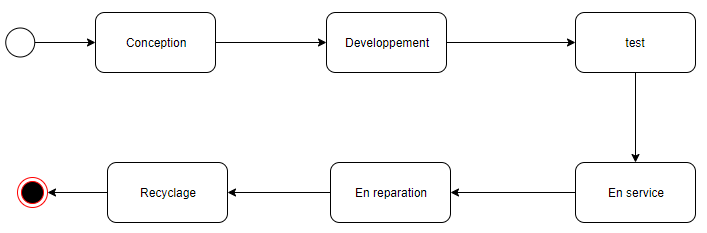 Conception
Developpement
test
Recyclage
En reparation
En service